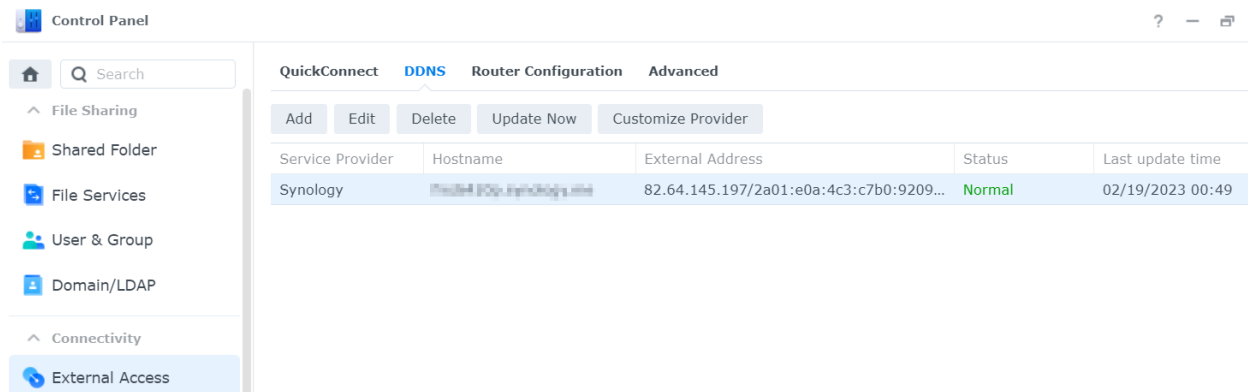 Control Panel
?
Search
QuickConnect DDNS Router Configuration Advanced
File Sharing
Add Edit Delete Update Now Customize Provider
Shared Folder
Service Provider Hostname External Address Status Last update time
Synology 82.64.145.197/2a01:e0a:4c3:c7b0:9209... Normal 02/19/2023 00:49
File Services
User & Group
Domain/LDAP
Connectivity
External Access